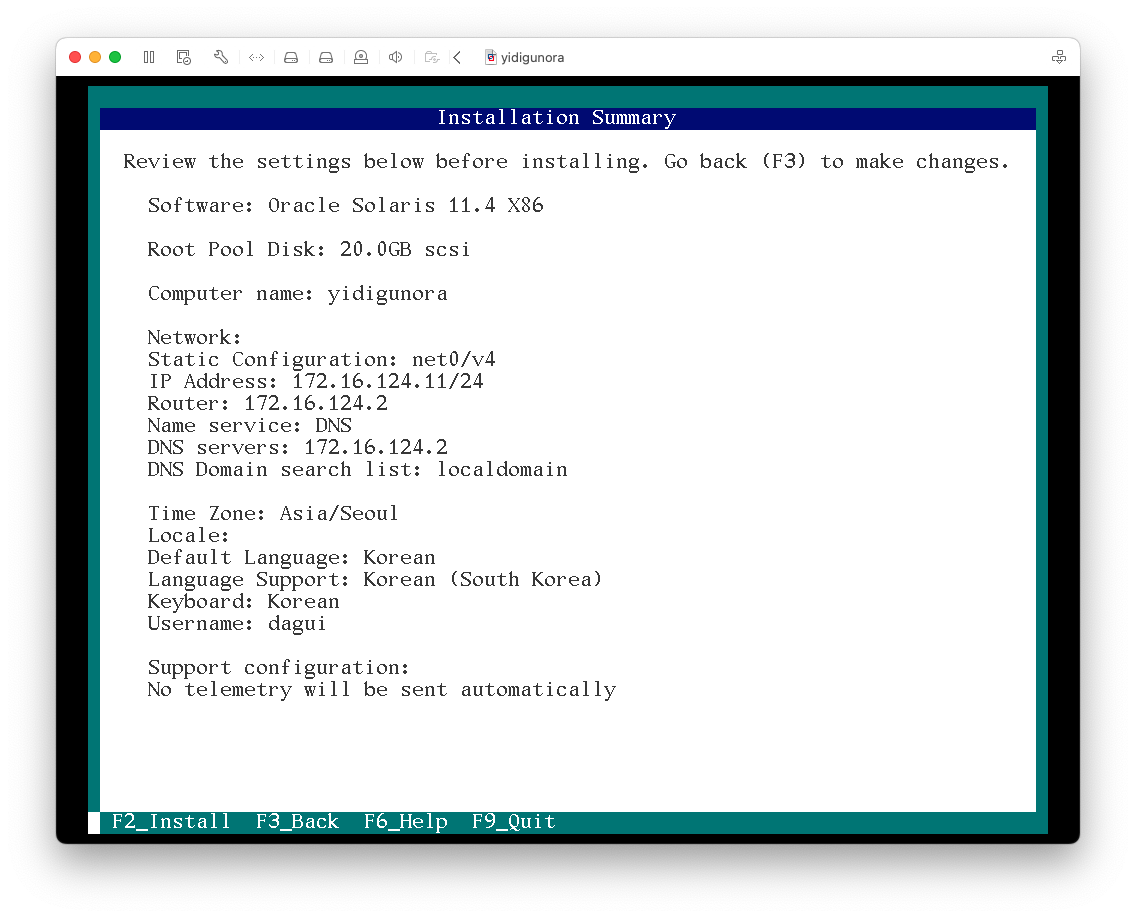 yidigunora
Installation Summary
Review the settings below before installing. Go back (F3) to make changes.
Software: Oracle Solaris 11.4 X86
Root Pool Disk: 20.0GB scsi
Computer name: yidigunora
Network:
Static Configuration: net0/v4
IP Address: 172.16.124.11/24
Router: 172.16.124.2
Name service: DNS
DNS servers: 172.16.124.2
DNS Domain search list: localdomain
Time Zone: Asia/Seoul
Locale:
Default Language: Korean
Language Support: Korean (South Korea)
Keyboard: Korean
Username: dagui
Support configuration:
No telemetry will be sent automatically
F2_Install F3_Back F6_Help F9_Quit